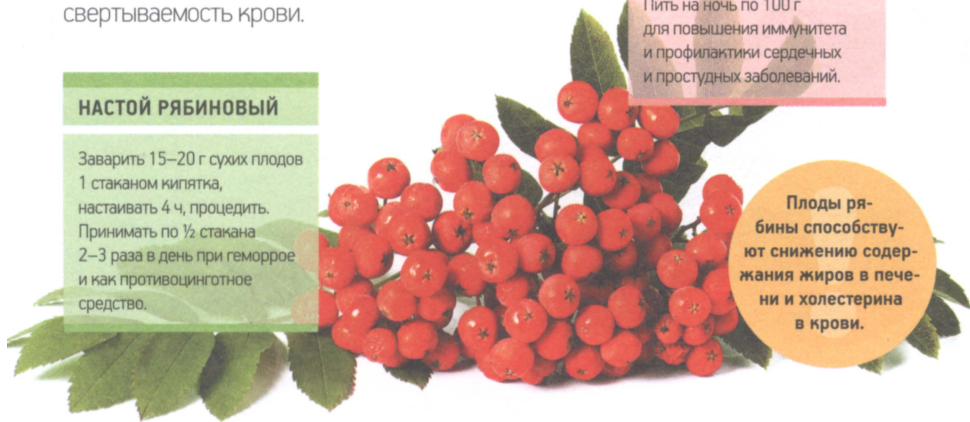 свертываемость крови.
Пить на ночь по 100 г
для повышения иммунитета
и профилактики сердечных
и простудных заболеваний.
НАСТОЙ РЯБИНОВЫЙ
Заварить 15–20 г сухих плодов
1 стаканом кипятка,
настаивать 4 ч, процедить.
Принимать по ½ стакана
2–3 раза в день при геморрое
и как противоцинготное
средство.
Плоды ря-
бины способству-
ют снижению содер-
жания жиров в пече-
ни и холестерина
в крови.